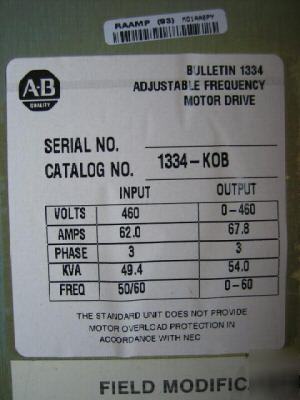 RAAMP (93)
A-B
QUALITY
BULLETIN 1334
ADJUSTABLE FREQUENCY
MOTOR DRIVE
SERIAL NO.
CATALOG NO. 1334-KOB
INPUT OUTPUT
VOLTS 460 0-460
AMPS 62.0 67.8
PHASE 3 3
KVA 49.4 54.0
FREQ 50/60 0-60
THE STANDARD UNIT DOES NOT PROVIDE
MOTOR OVERLOAD PROTECTION IN
ACCORDANCE WITH NEC
FIELD MODIFIC